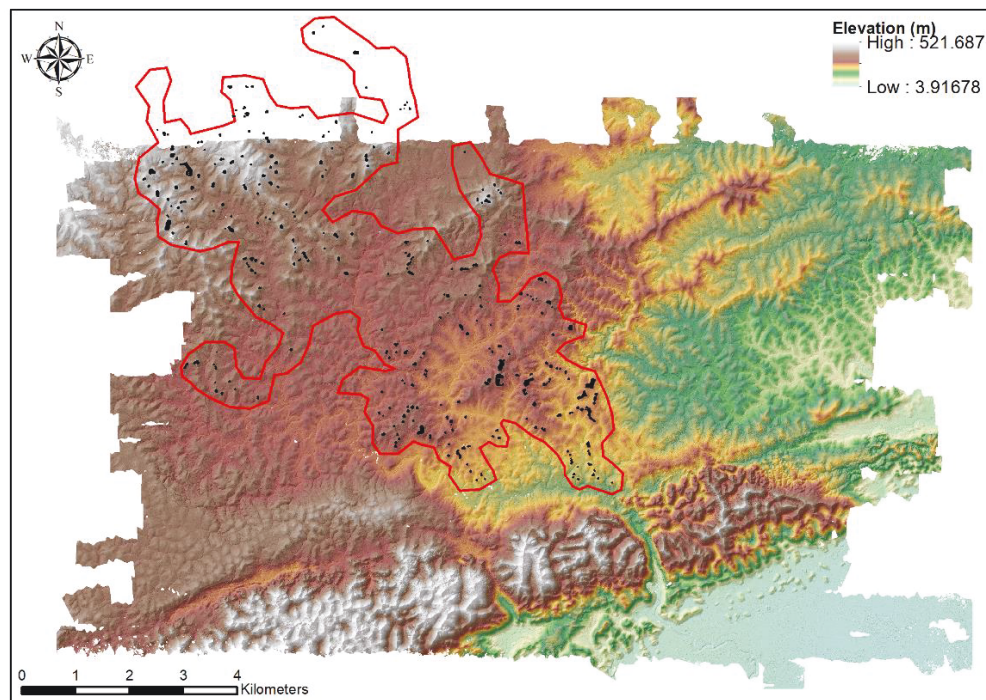 N
W E
S
Elevation (m)
High : 521.687
Low : 3.91678
0 1 2 3 4
Kilometers